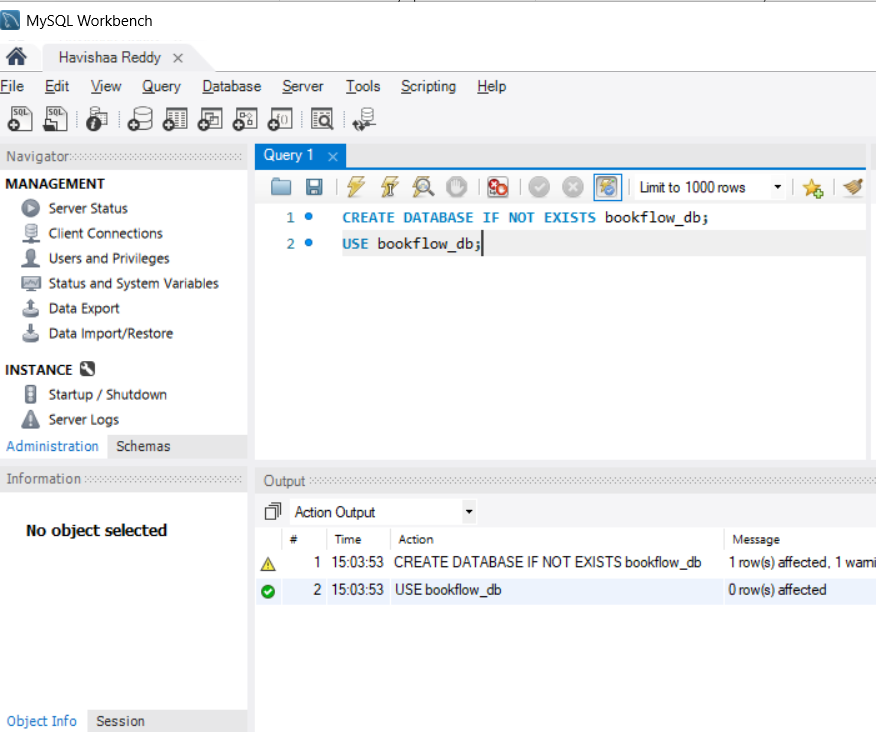 MySQL Workbench
Havishaa Reddy
File Edit View Query Database Server Tools Scripting Help
SQL SQL
Navigator
MANAGEMENT
Server Status
Client Connections
Users and Privileges
Status and System Variables
Data Export
Data Import/Restore
INSTANCE
Startup / Shutdown
Server Logs
Administration Schemas
Information
No object selected
Object Info Session
Query 1
Limit to 1000 rows
1 CREATE DATABASE IF NOT EXISTS bookflow_db;
2 USE bookflow_db;
Output
Action Output
# Time Action Message
1 15:03:53 CREATE DATABASE IF NOT EXISTS bookflow_db 1 row(s) affected, 1 warni
2 15:03:53 USE bookflow_db 0 row(s) affected